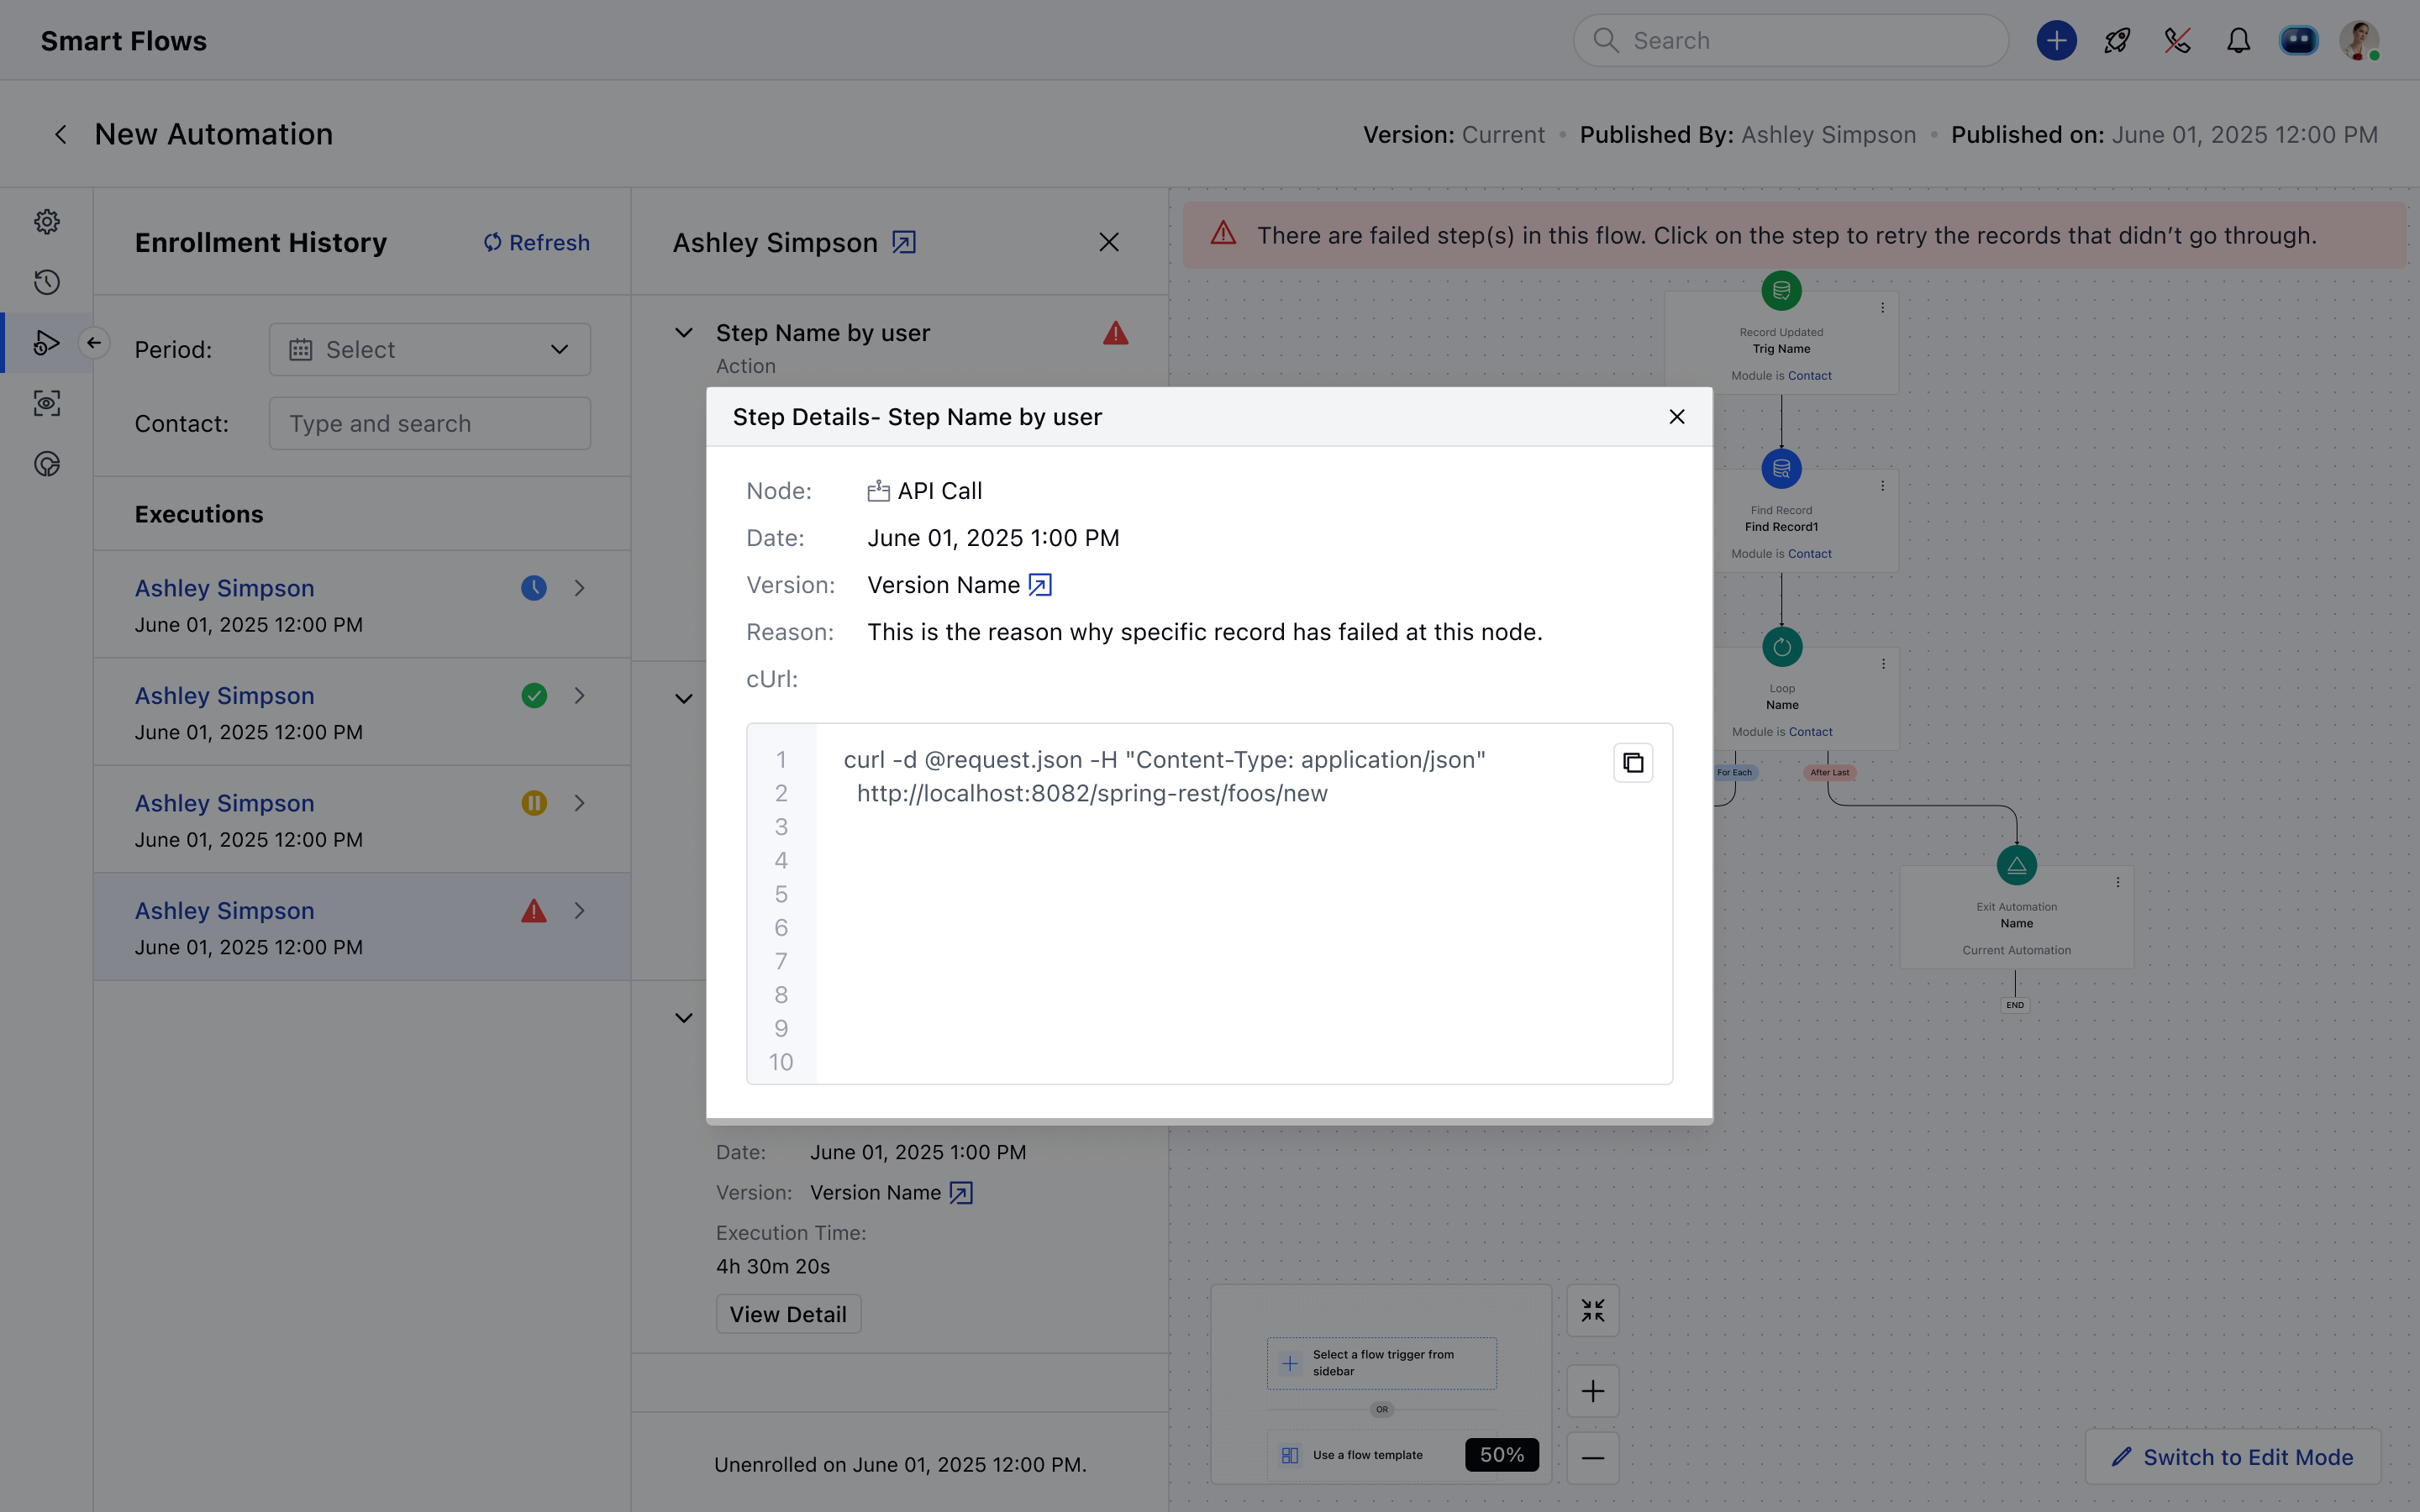 Smart Flows
Search
New Automation
Version: Current • Published By: Ashley Simpson • Published on: June 01, 2025 12:00 PM
Enrollment History
Refresh
Period:
Select
Contact:
Type and search
Executions
Ashley Simpson
June 01, 2025 12:00 PM
Ashley Simpson
June 01, 2025 12:00 PM
Ashley Simpson
June 01, 2025 12:00 PM
Ashley Simpson
June 01, 2025 12:00 PM
Ashley Simpson
Step Name by user
Action
Date: June 01, 2025 1:00 PM
Version: Version Name
Execution Time:
4h 30m 20s
View Detail
Unenrolled on June 01, 2025 12:00 PM.
There are failed step(s) in this flow. Click on the step to retry the records that didn’t go through.
Record Updated
Trig Name
Module is Contact
Find Record
Find Record1
Module is Contact
Loop
Name
Module is Contact
For Each
After Last
Exit Automation
Name
Current Automation
END
Step Details- Step Name by user
Node: API Call
Date: June 01, 2025 1:00 PM
Version: Version Name
Reason: This is the reason why specific record has failed at this node.
cUrl:
1 curl -d @request.json -H "Content-Type: application/json"
2 http://localhost:8082/spring-rest/foos/new
3
4
5
6
7
8
9
10
Select a flow trigger from
sidebar
OR
Use a flow template
50%
Switch to Edit Mode